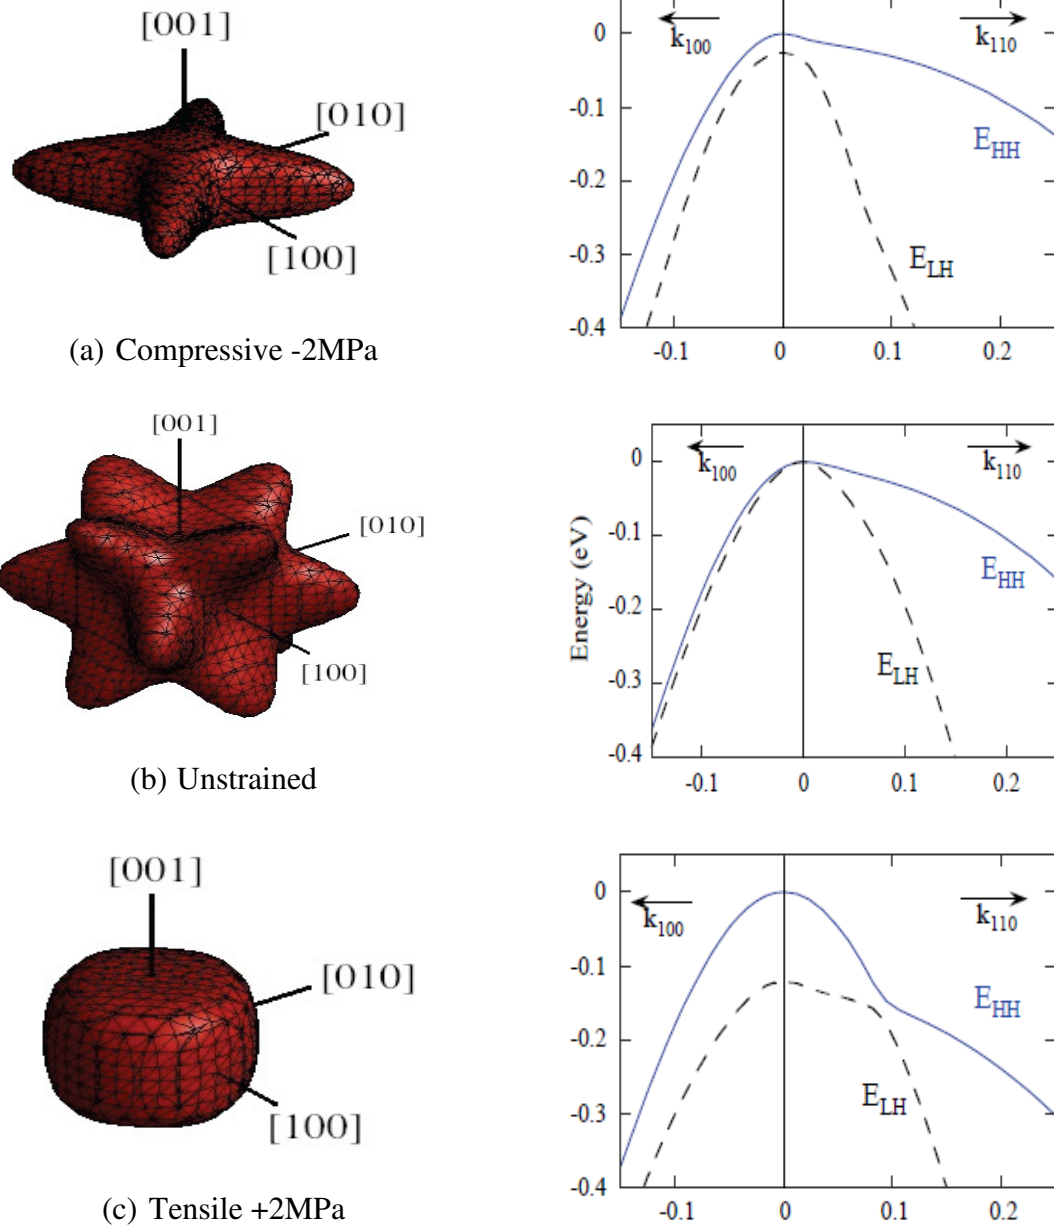 [001]
[010]
[100]
(a) Compressive -2MPa
0
-0.1
-0.2
-0.3
-0.4
k100
k110
EHH
ELH
-0.1 0 0.1 0.2
[001]
[010]
[100]
(b) Unstrained
Energy (eV)
0
-0.1
-0.2
-0.3
-0.4
k100
k110
EHH
ELH
-0.1 0 0.1 0.2
[001]
[010]
[100]
(c) Tensile +2MPa
0
-0.1
-0.2
-0.3
-0.4
k100
k110
EHH
ELH
-0.1 0 0.1 0.2